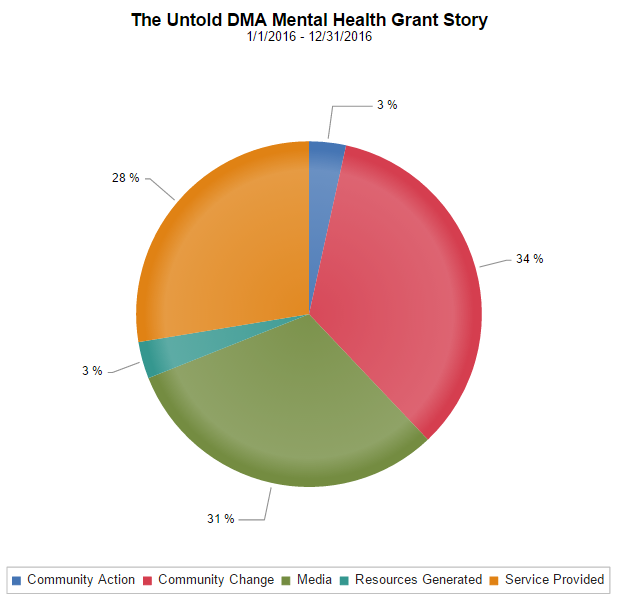 The Untold DMA Mental Health Grant Story
1/1/2016 - 12/31/2016
3 %
28 %
34 %
3 %
31 %
Community Action Community Change Media Resources Generated Service Provided